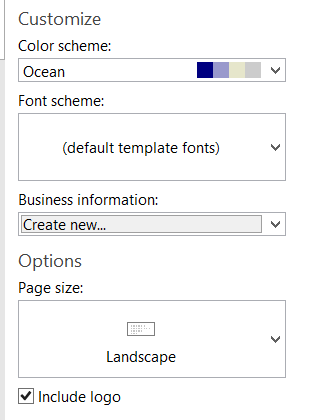 Customize
Color scheme:
Ocean
Font scheme:
(default template fonts)
Business information:
Create new...
Options
Page size:
Landscape
Include logo